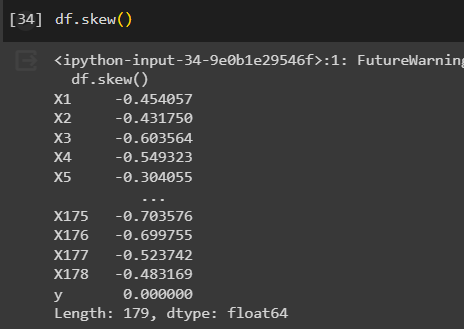 [34] df.skew()
<ipython-input-34-9e0b1e29546f>:1: FutureWarning
df.skew()
X1 -0.454057
X2 -0.431750
X3 -0.603564
X4 -0.549323
X5 -0.304055
...
X175 -0.703576
X176 -0.699755
X177 -0.523742
X178 -0.483169
y 0.000000
Length: 179, dtype: float64